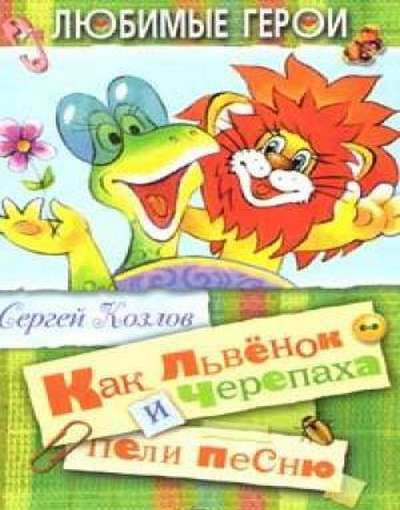 ЛЮБИМЫЕ ГЕРОИ
Сергей Козлов
Как Львёнок
и Черепаха
пели песню